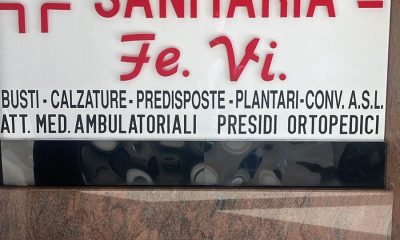 SANITARIA
Fe. Vi.
BUSTI - CALZATURE - PREDISPOSTE - PLANTARI - CONV. A.S.L.
ATT. MED. AMBULATORIALI PRESIDI ORTOPEDICI